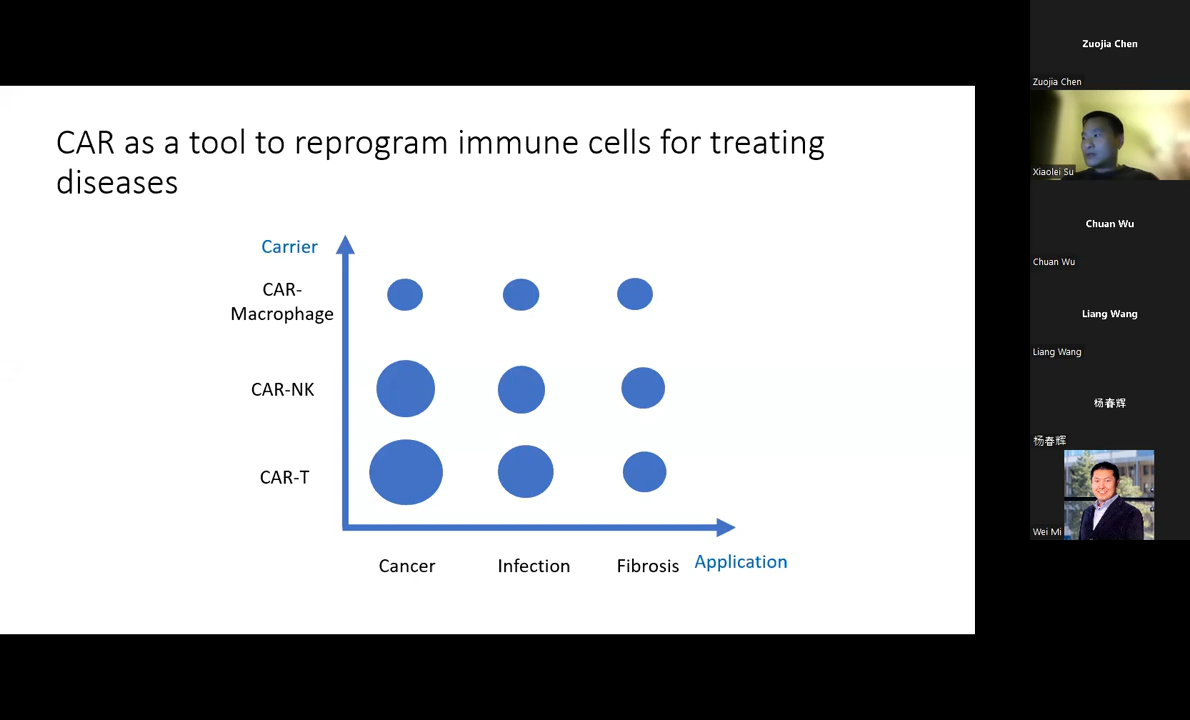 CAR as a tool to reprogram immune cells for treating
diseases
Carrier
CAR-
Macrophage
CAR-NK
CAR-T
Cancer
Infection
Fibrosis
Application
Zuojia Chen
Zuojia Chen
Xiaolei Su
Chuan Wu
Chuan Wu
Liang Wang
Liang Wang
杨春辉
杨春辉
Wei Mi